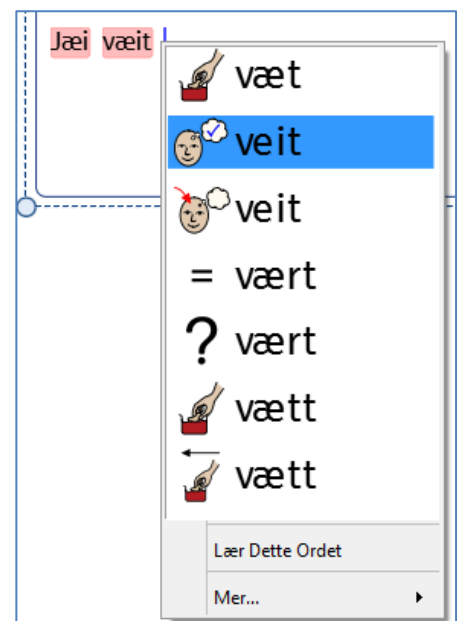 Jæi væit
væt
veit
veit
= vært
? vært
vætt
vætt
Lær Dette Ordet
Mer...